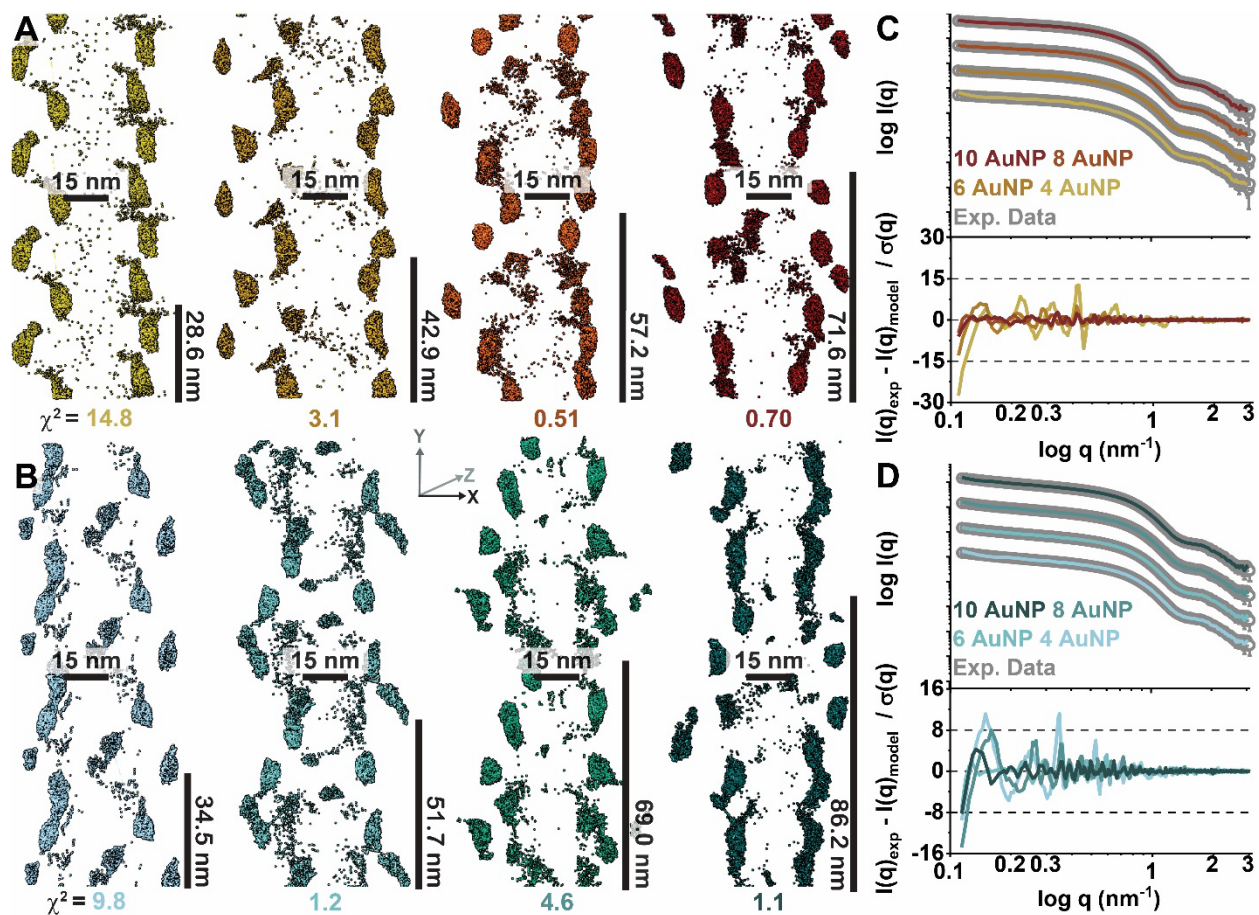 A
15 nm
15 nm
15 nm
15 nm
28.6 nm
42.9 nm
57.2 nm
71.6 nm
χ² = 14.8
3.1
0.51
0.70
B
Y
Z
X
15 nm
15 nm
15 nm
15 nm
34.5 nm
51.7 nm
69.0 nm
86.2 nm
χ² = 9.8
1.2
4.6
1.1
C
log I(q)
10 AuNP 8 AuNP
6 AuNP 4 AuNP
Exp. Data
I(q)exp - I(q)model / σ(q)
30
15
0
-15
-30
0.1
0.2
0.3
1
2
3
log q (nm⁻¹)
D
log I(q)
10 AuNP 8 AuNP
6 AuNP 4 AuNP
Exp. Data
I(q)exp - I(q)model / σ(q)
16
8
0
-8
-16
0.1
0.2
0.3
1
2
3
log q (nm⁻¹)